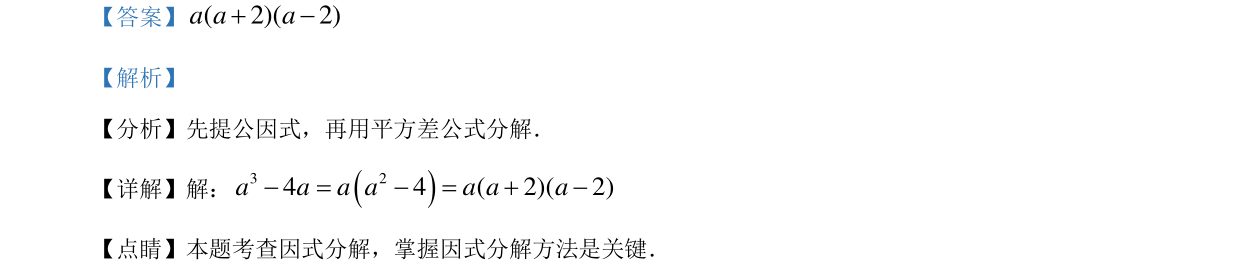 【答案】a(a+2)(a−2)
【解析】
【分析】先提公因式，再用平方差公式分解．
【详解】解：a³−4a=a(a²−4)=a(a+2)(a−2)
【点睛】本题考查因式分解，掌握因式分解方法是关键．